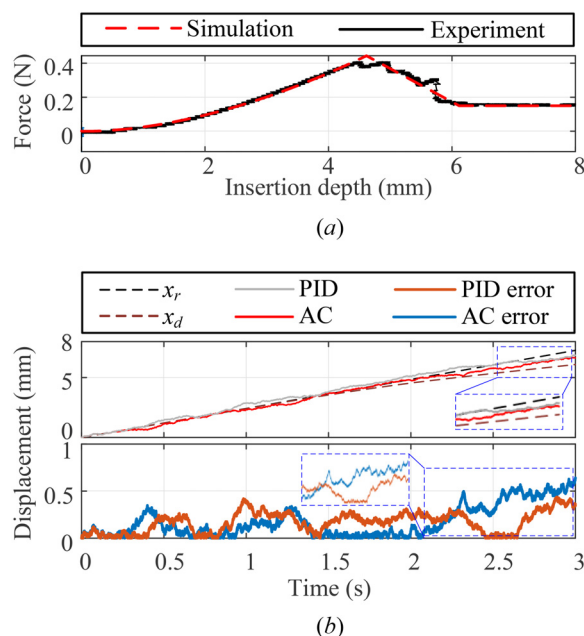 (a)
Simulation Experiment
Force (N)
0.4
0.2
0
0 2 4 6 8
Insertion depth (mm)
(a)
x_r PID PID error
x_d AC AC error
Displacement (mm)
8
5
0
1
0.5
0
0 0.5 1 1.5 2 2.5 3
Time (s)
(b)